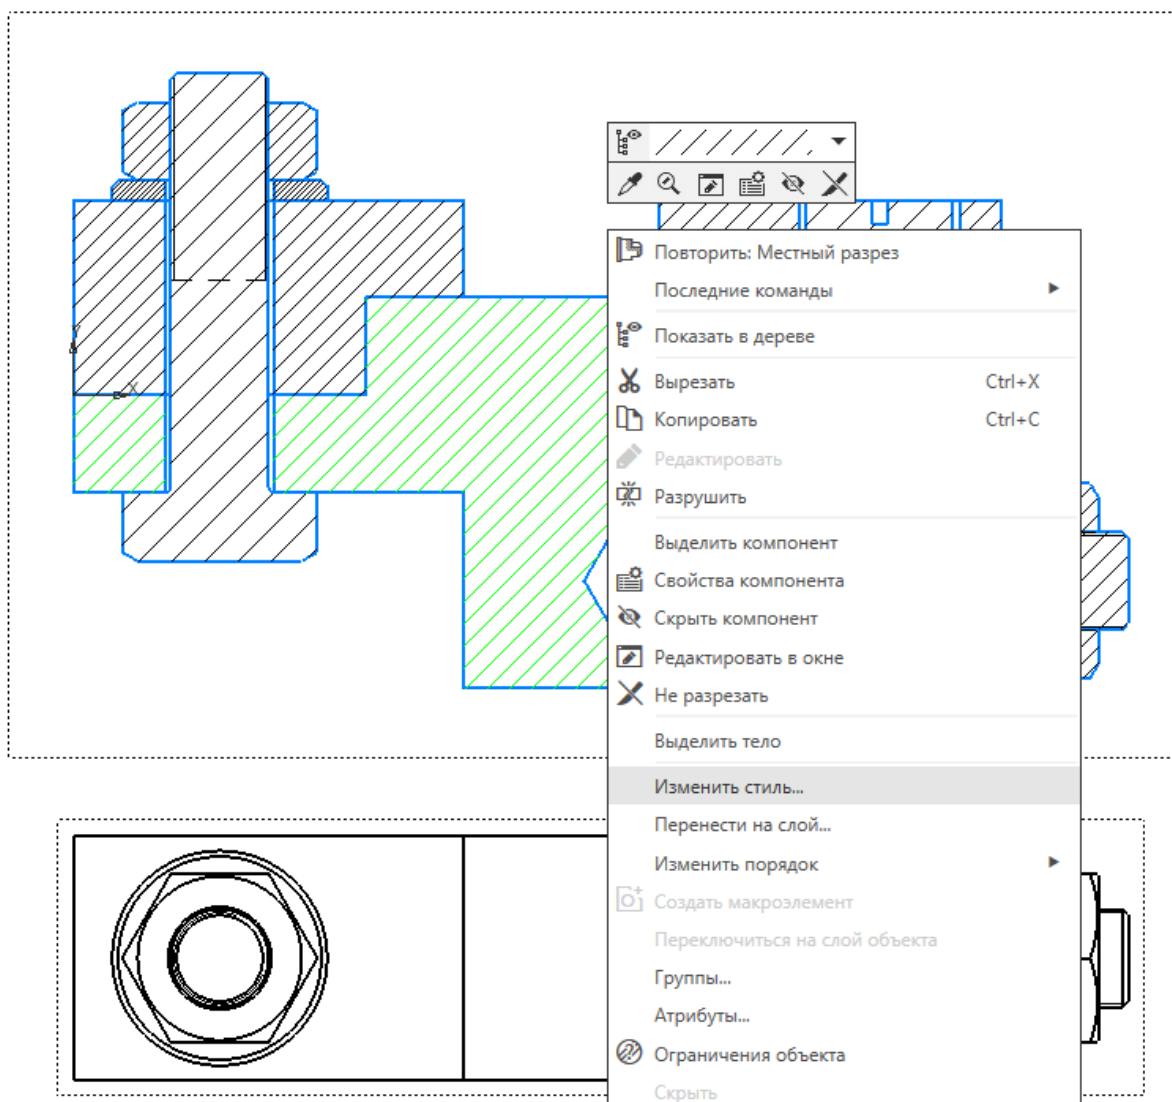 Повторить: Местный разрез
Последние команды
Показать в дереве
Вырезать Ctrl+X
Копировать Ctrl+C
Редактировать
Разрушить
Выделить компонент
Свойства компонента
Скрыть компонент
Редактировать в окне
Не разрезать
Выделить тело
Изменить стиль...
Перенести на слой...
Изменить порядок
Создать макроэлемент
Переключиться на слой объекта
Группы...
Атрибуты...
Ограничения объекта
Скрыть
Y
X